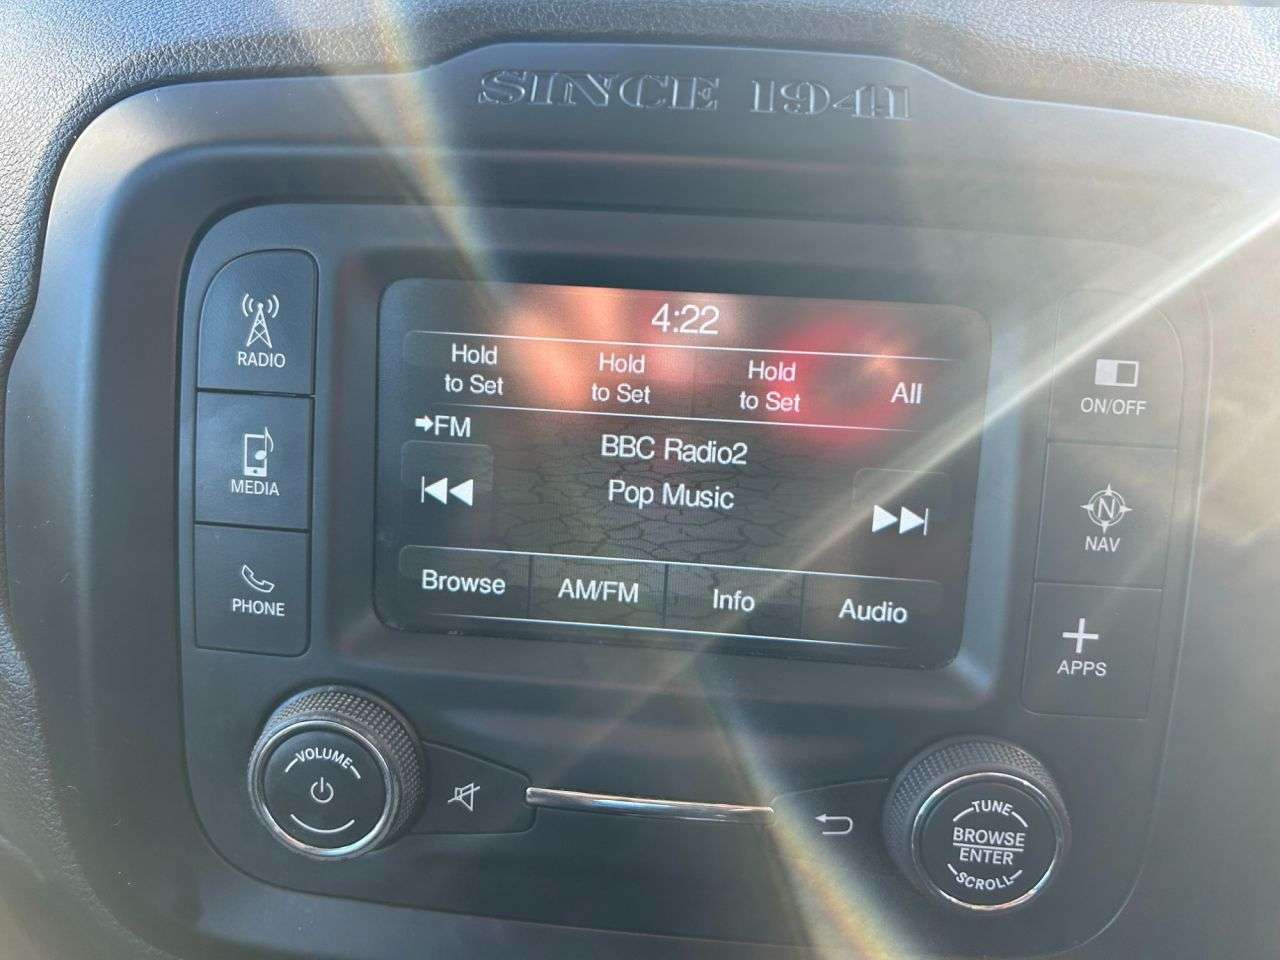 SINCE 1941
RADIO
MEDIA
PHONE
4:22
Hold
to Set
Hold
to Set
Hold
to Set
All
➜FM
BBC Radio2
Pop Music
Browse
AM/FM
Info
Audio
ON/OFF
N
NAV
APPS
VOLUME
TUNE
BROWSE
ENTER
SCROLL